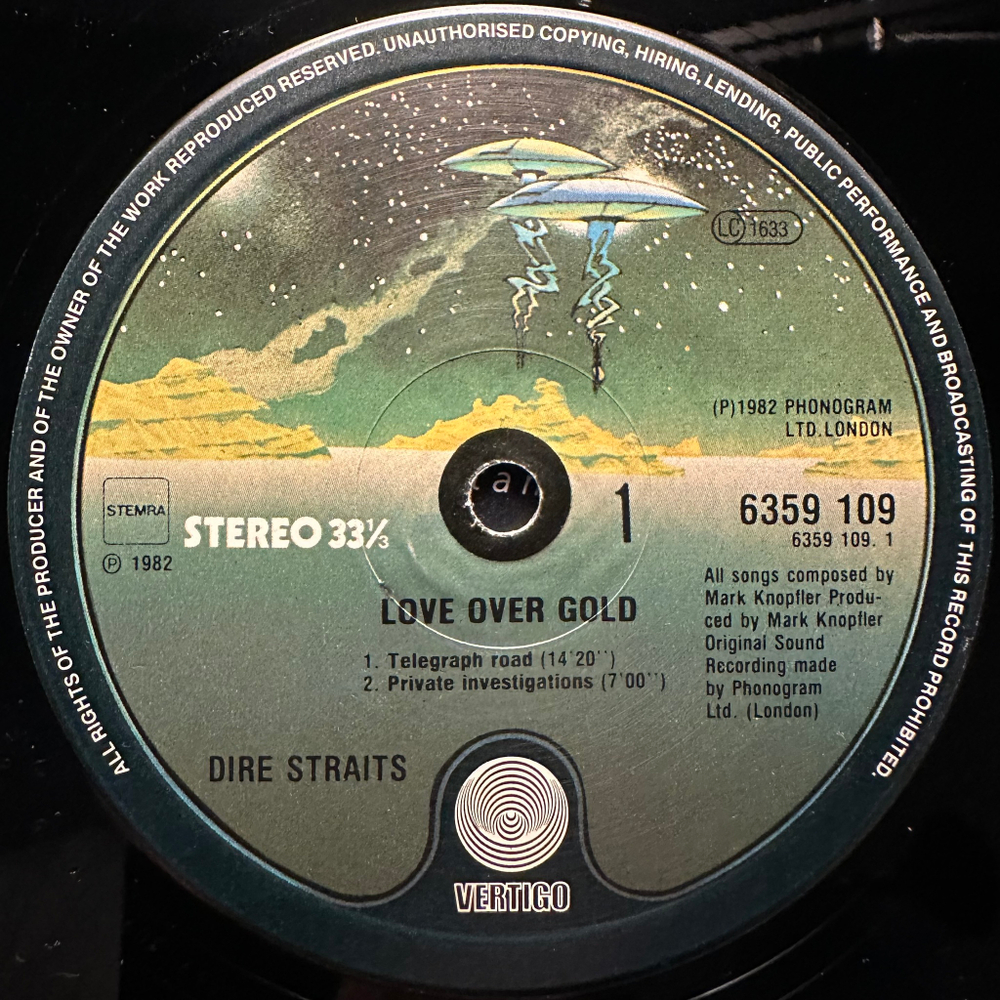 ALL RIGHTS OF THE PRODUCER AND OF THE OWNER OF THE WORK REPRODUCED RESERVED. UNAUTHORISED COPYING, HIRING, LENDING, PUBLIC PERFORMANCE AND BROADCASTING OF THIS RECORD PROHIBITED.
LC 1633
(P)1982 PHONOGRAM
LTD.LONDON
STEMRA
℗ 1982
STEREO 33⅓
1
6359 109
6359 109. 1
All songs composed by
Mark Knopfler Produ-
ced by Mark Knopfler
Original Sound
Recording made
by Phonogram
Ltd. (London)
LOVE OVER GOLD
1. Telegraph road (14'20'')
2. Private investigations (7'00'')
DIRE STRAITS
VERTIGO